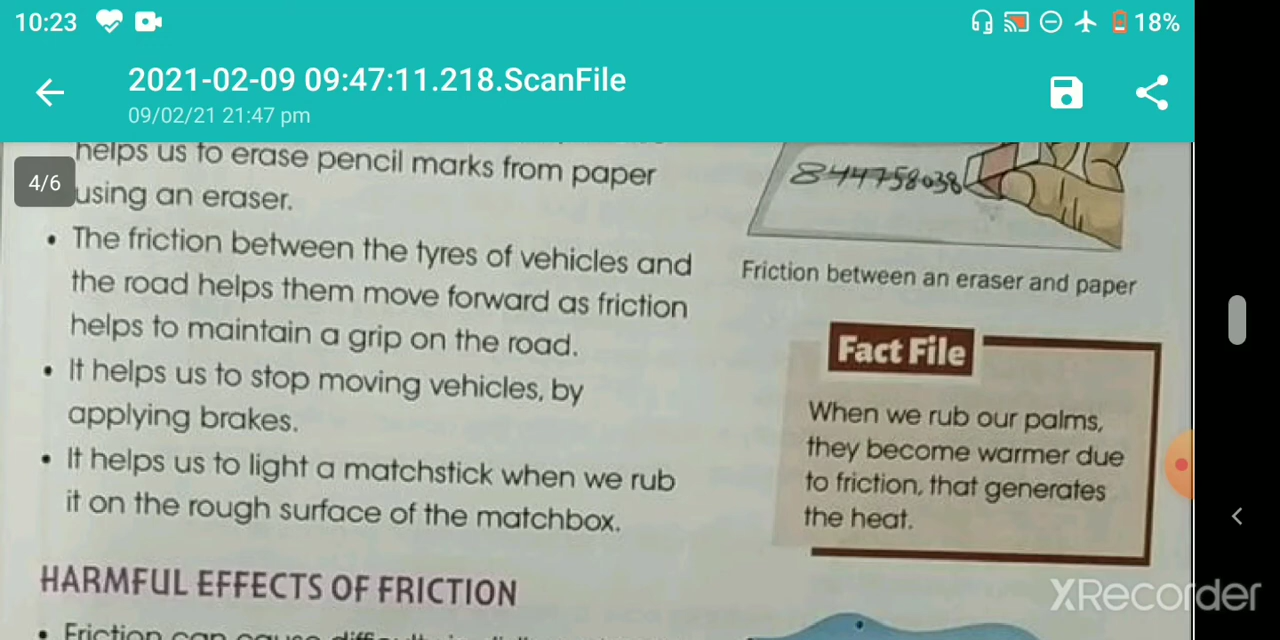 10:23
18%
2021-02-09 09:47:11.218.ScanFile
09/02/21 21:47 pm
4/6
helps us to erase pencil marks from paper
using an eraser.
• The friction between the tyres of vehicles and
the road helps them move forward as friction
helps to maintain a grip on the road.
• It helps us to stop moving vehicles, by
applying brakes.
• It helps us to light a matchstick when we rub
it on the rough surface of the matchbox.
HARMFUL EFFECTS OF FRICTION
• Friction can cause
844758038
Friction between an eraser and paper
Fact File
When we rub our palms,
they become warmer due
to friction, that generates
the heat.
XRecorder